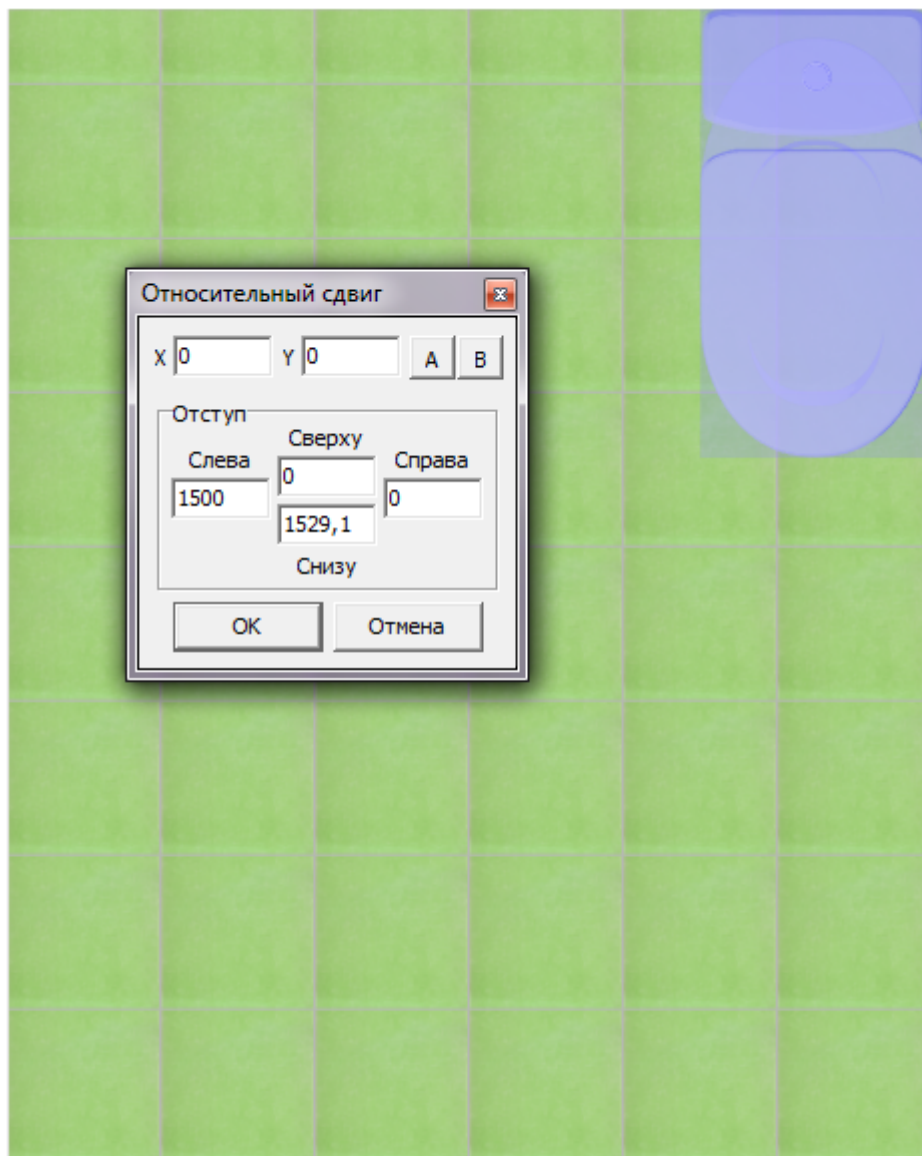 Относительный сдвиг
X 0 Y 0 A B
Отступ
Сверху
Слева 0 Справа
1500 1529,1 0
Снизу
OK Отмена